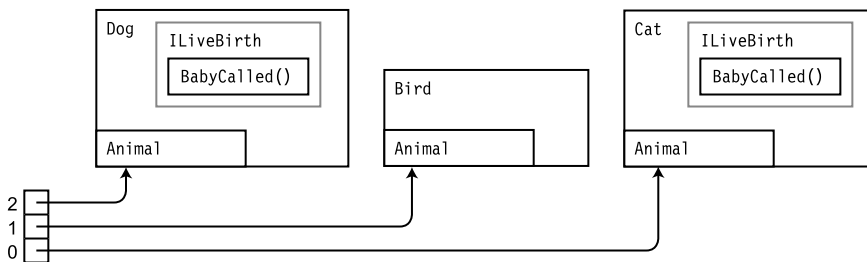 Dog
ILiveBirth
BabyCalled()
Animal
Bird
Animal
Cat
ILiveBirth
BabyCalled()
Animal
2
1
0